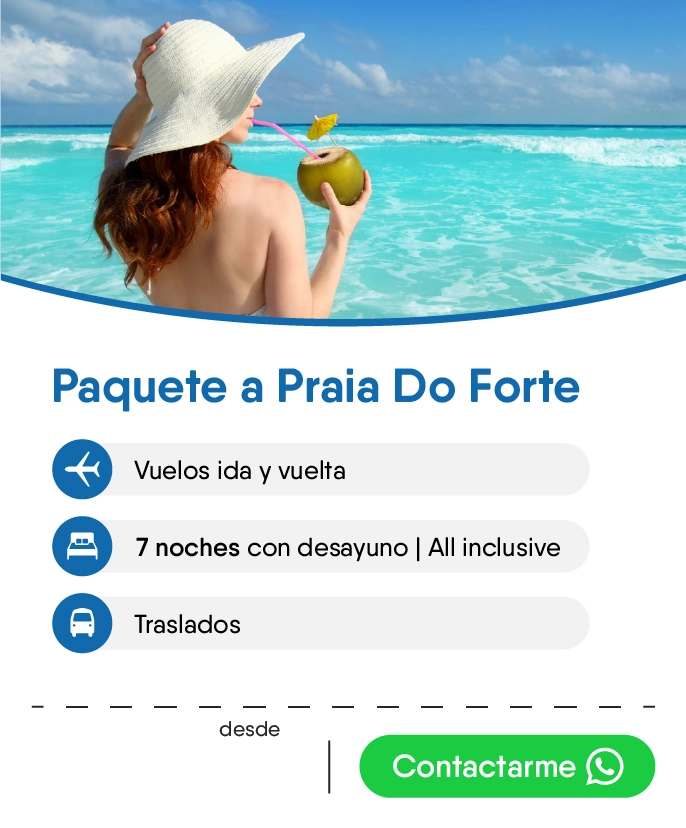 Paquete a Praia Do Forte
Vuelos ida y vuelta
7 noches con desayuno | All inclusive
Traslados
desde
Contactarme